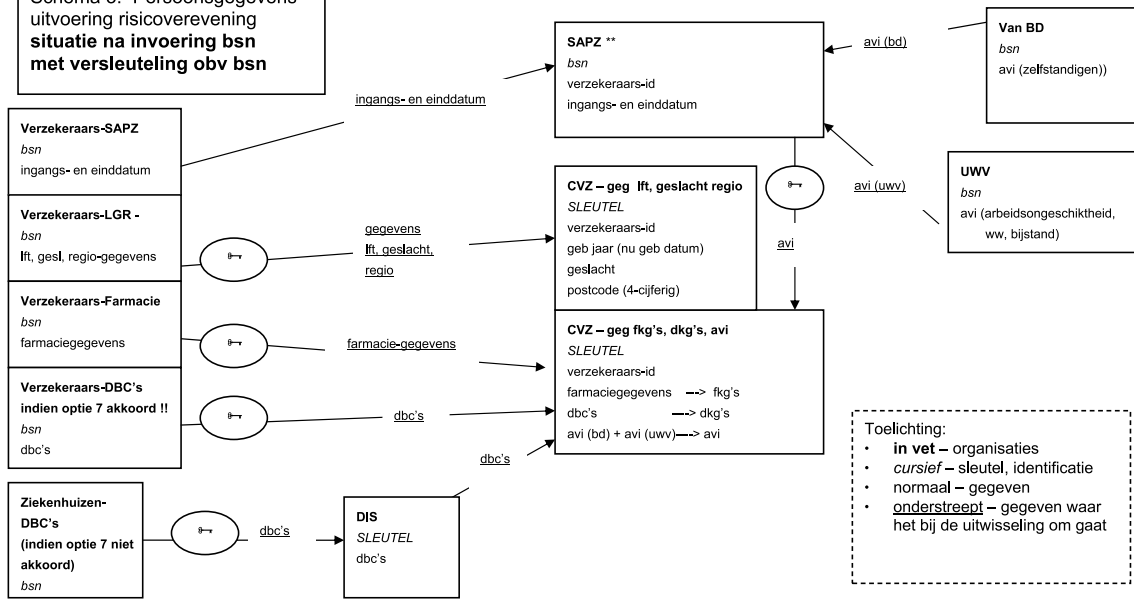 uitvoering risicoverevening
situatie na invoering bsn
met versleuteling obv bsn
Verzekeraars-SAPZ
bsn
ingangs- en einddatum
Verzekeraars-LGR -
bsn
lft, gesl, regio-gegevens
Verzekeraars-Farmacie
bsn
farmaciegegevens
Verzekeraars-DBC's
indien optie 7 akkoord !!
bsn
dbc's
Ziekenhuizen-
DBC's
(indien optie 7 niet
akkoord)
bsn
ingangs- en einddatum
gegevens
lft, geslacht,
regio
farmacie-gegevens
dbc's
dbc's
dbc's
DIS
SLEUTEL
dbc's
SAPZ **
bsn
verzekeraars-id
ingangs- en einddatum
CVZ – geg lft, geslacht regio
SLEUTEL
verzekeraars-id
geb jaar (nu geb datum)
geslacht
postcode (4-cijferig)
CVZ – geg fkg's, dkg's, avi
SLEUTEL
verzekeraars-id
farmaciegegevens ---> fkg's
dbc's ---> dkg's
avi (bd) + avi (uwv)----> avi
avi (bd)
avi (uwv)
avi
Van BD
bsn
avi (zelfstandigen))
UWV
bsn
avi (arbeidsongeschiktheid,
ww, bijstand)
Toelichting:
• in vet – organisaties
• cursief – sleutel, identificatie
• normaal – gegeven
• onderstreept – gegeven waar
het bij de uitwisseling om gaat